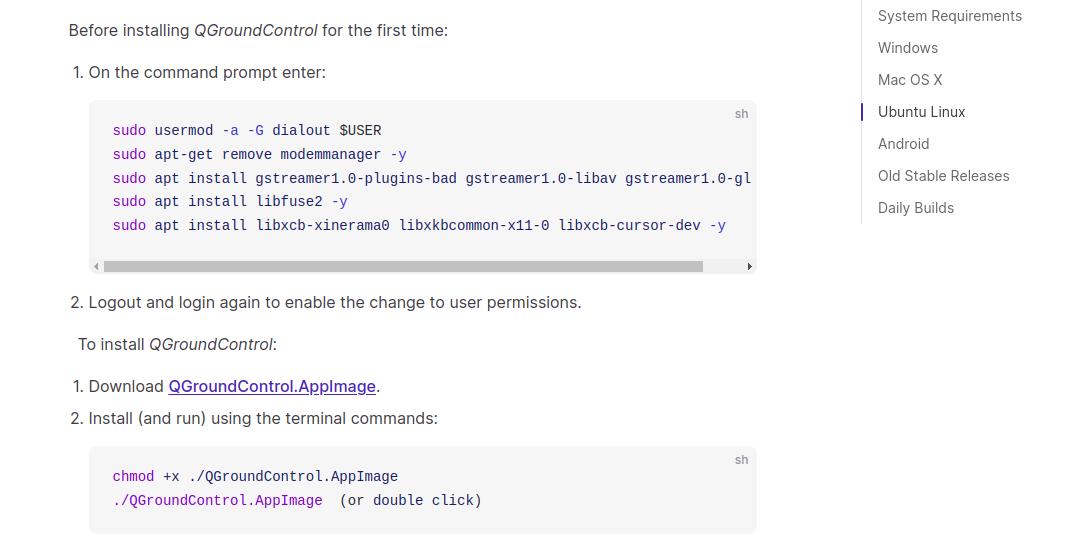 Before installing QGroundControl for the first time:
1. On the command prompt enter:
sh
sudo usermod -a -G dialout $USER
sudo apt-get remove modemmanager -y
sudo apt install gstreamer1.0-plugins-bad gstreamer1.0-libav gstreamer1.0-gl
sudo apt install libfuse2 -y
sudo apt install libxcb-xinerama0 libxkbcommon-x11-0 libxcb-cursor-dev -y
2. Logout and login again to enable the change to user permissions.
To install QGroundControl:
1. Download QGroundControl.AppImage.
2. Install (and run) using the terminal commands:
sh
chmod +x ./QGroundControl.AppImage
./QGroundControl.AppImage  (or double click)
System Requirements
Windows
Mac OS X
Ubuntu Linux
Android
Old Stable Releases
Daily Builds